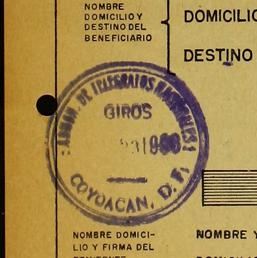 NOMBRE
DOMICILIO Y
DESTINO DEL
BENEFICIARIO
DOMICILIO
DESTINO
ADMON. DE TELEGRAFOS NACIONALES
GIROS
COYOACAN, D. F.
NOMBRE DOMICI-
LIO Y FIRMA DEL
NOMBRE Y